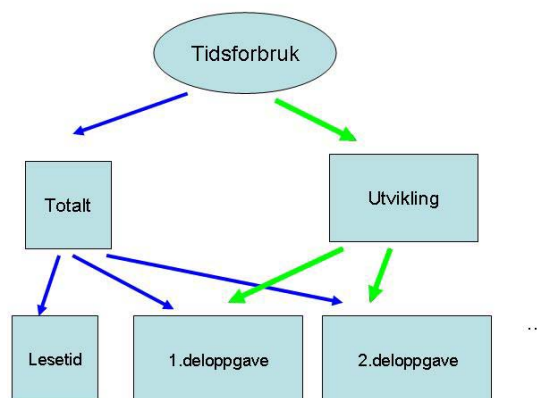 Tidsforbruk
Totalt
Utvikling
Lesetid
1.deloppgave
2.deloppgave
...